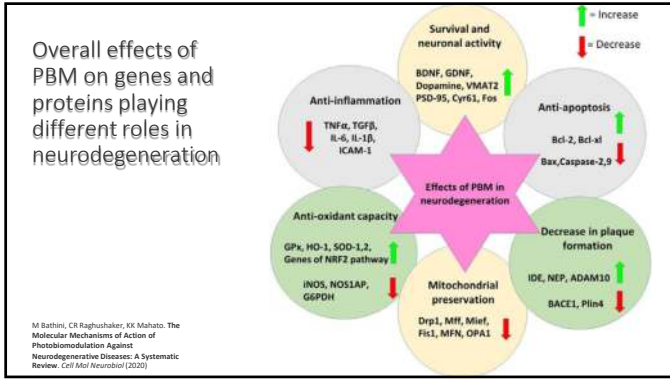 Overall effects of
PBM on genes and
proteins playing
different roles in
neurodegeneration
M Bathini, CR Raghushaker, KK Mahato. The
Molecular Mechanisms of Action of
Photobiomodulation Against
Neurodegenerative Diseases: A Systematic
Review. Cell Mol Neurobiol (2020)
= Increase
= Decrease
Survival and
neuronal activity
BDNF, GDNF,
Dopamine, VMAT2
PSD-95, Cyr61, Fos
Anti-inflammation
TNFα, TGFβ,
IL-6, IL-1β,
ICAM-1
Anti-apoptosis
Bcl-2, Bcl-xl
Bax,Caspase-2,9
Effects of PBM in
neurodegeneration
Anti-oxidant capacity
GPx, HO-1, SOD-1,2,
Genes of NRF2 pathway
iNOS, NOS1AP,
G6PDH
Decrease in plaque
formation
IDE, NEP, ADAM10
BACE1, Plin4
Mitochondrial
preservation
Drp1, Mff, Mief,
Fis1, MFN, OPA1